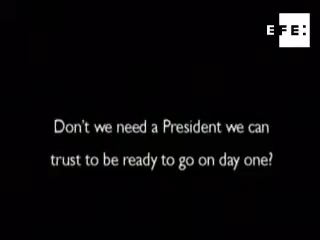 EFE:
Don't we need a President we can
trust to be ready to go on day one?